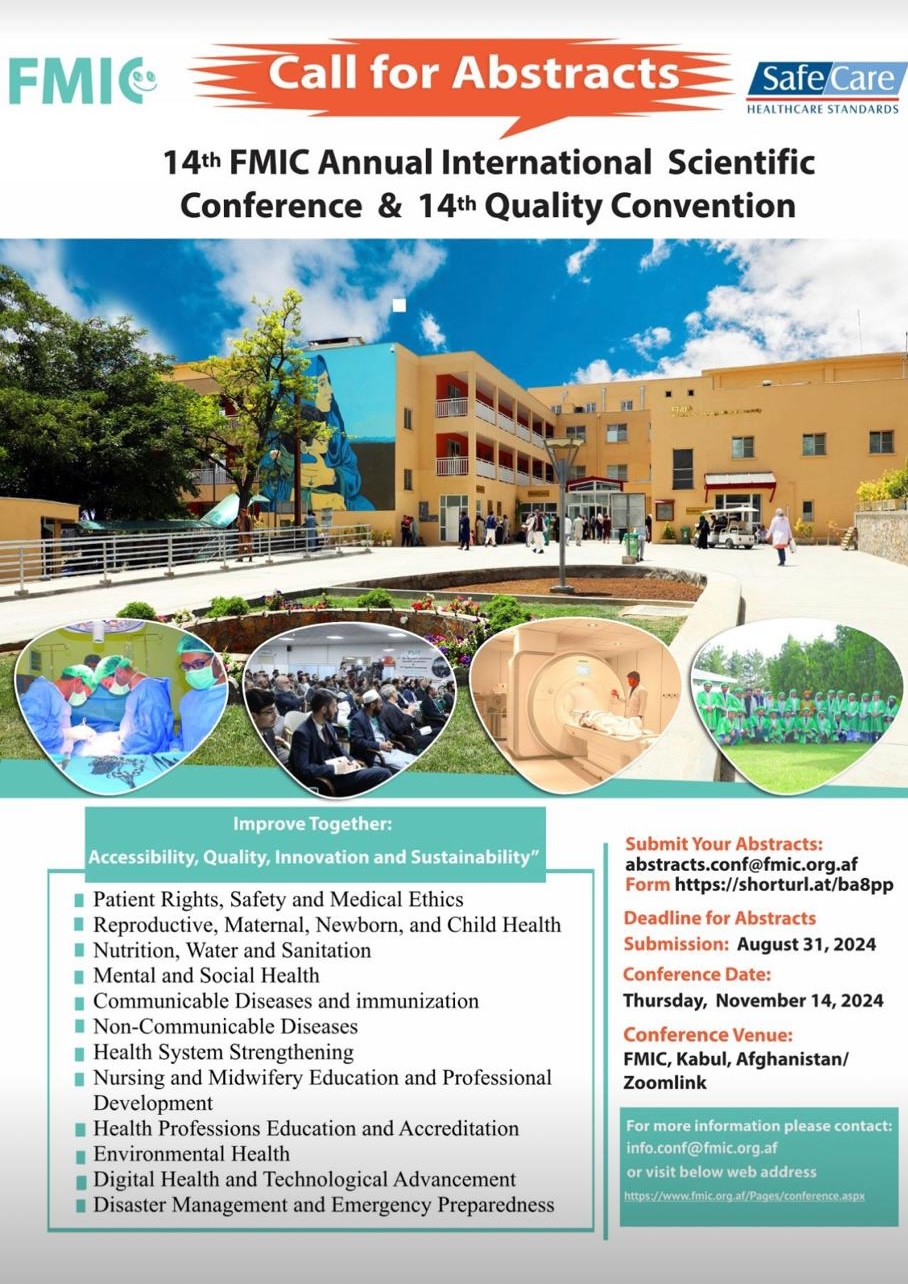 FMIC
Call for Abstracts
SafeCare
HEALTHCARE STANDARDS
14th FMIC Annual International Scientific
Conference & 14th Quality Convention
FMIC
Improve Together:
Accessibility, Quality, Innovation and Sustainability”
Patient Rights, Safety and Medical Ethics
Reproductive, Maternal, Newborn, and Child Health
Nutrition, Water and Sanitation
Mental and Social Health
Communicable Diseases and immunization
Non-Communicable Diseases
Health System Strengthening
Nursing and Midwifery Education and Professional
Development
Health Professions Education and Accreditation
Environmental Health
Digital Health and Technological Advancement
Disaster Management and Emergency Preparedness
Submit Your Abstracts:
abstracts.conf@fmic.org.af
Form https://shorturl.at/ba8pp
Deadline for Abstracts
Submission: August 31, 2024
Conference Date:
Thursday, November 14, 2024
Conference Venue:
FMIC, Kabul, Afghanistan/
Zoomlink
For more information please contact:
info.conf@fmic.org.af
or visit below web address
https://www.fmic.org.af/Pages/conference.aspx